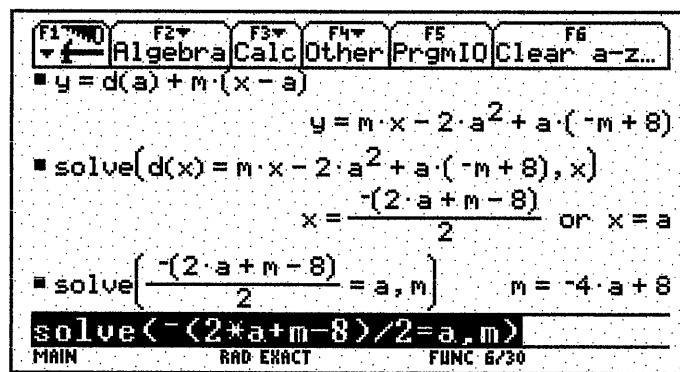 F1 F2 Algebra F3 Calc F4 Other F5 PrgmIO F6 Clear a-z…
▪ y = d(a) + m·(x - a)
y = m·x - 2·a² + a·(⁻m + 8)
▪ solve(d(x) = m·x - 2·a² + a·(⁻m + 8), x)
x = ⁻(2·a + m - 8)/2 or x = a
▪ solve(⁻(2·a + m - 8)/2 = a, m) m = ⁻4·a + 8
solve(⁻(2*a+m-8)/2=a,m)
MAIN RAD EXACT FUNC 6/30